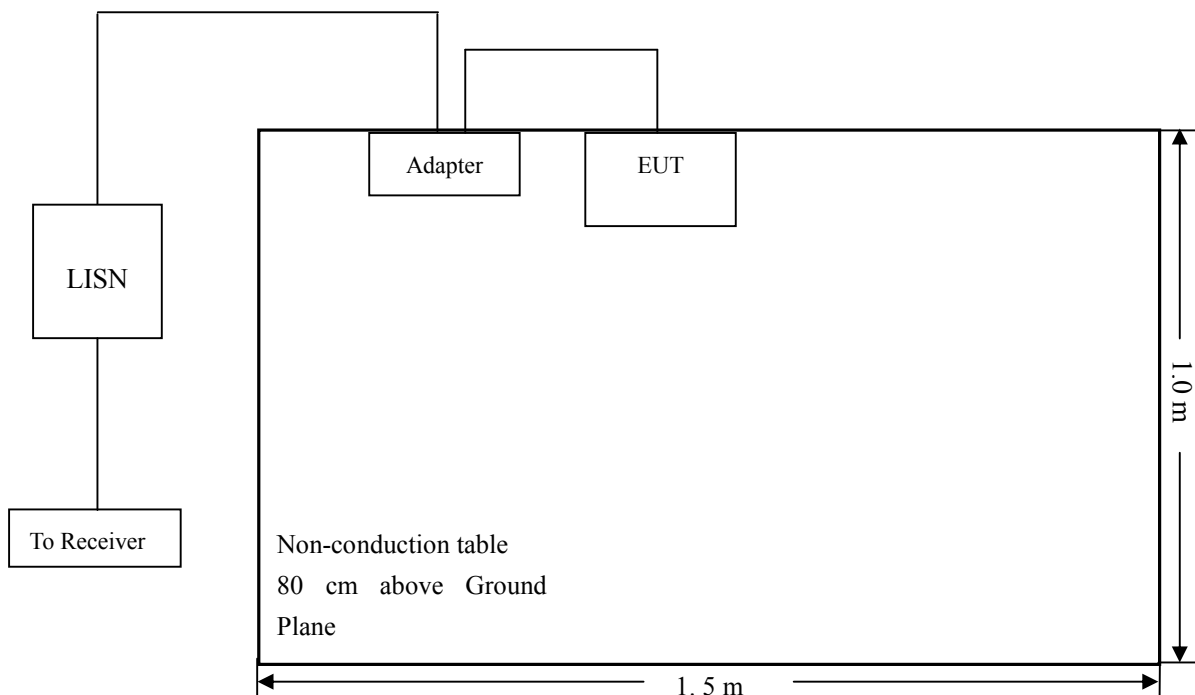 Adapter
EUT
LISN
1.0 m
To Receiver
Non-conduction table
80 cm above Ground
Plane
1. 5 m